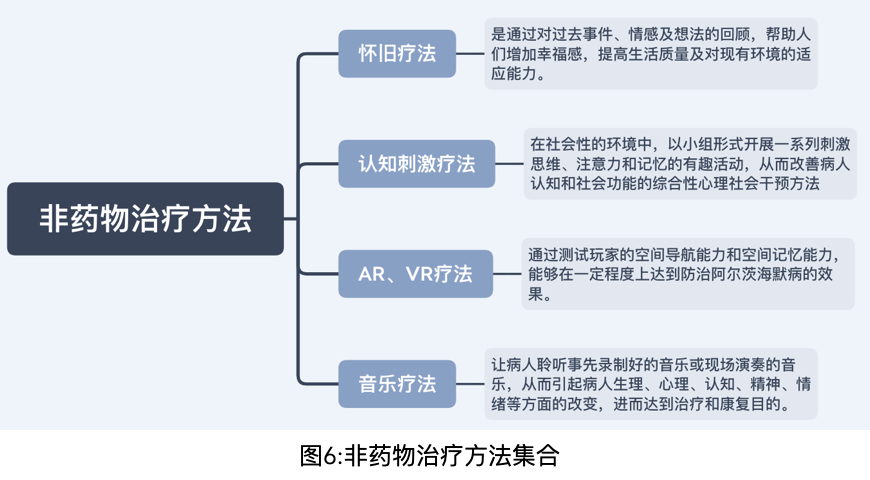 非药物治疗方法
怀旧疗法
是通过对过去事件、情感及想法的回顾，帮助人
们增加幸福感，提高生活质量及对现有环境的适
应能力。
认知刺激疗法
在社会性的环境中，以小组形式开展一系列刺激
思维、注意力和记忆的有趣活动，从而改善病人
认知和社会功能的综合性心理社会干预方法
AR、VR疗法
通过测试玩家的空间导航能力和空间记忆能力，
能够在一定程度上达到防治阿尔茨海默病的效
果。
音乐疗法
让病人聆听事先录制好的音乐或现场演奏的音
乐，从而引起病人生理、心理、认知、精神、情
绪等方面的改变，进而达到治疗和康复目的。
图6:非药物治疗方法集合